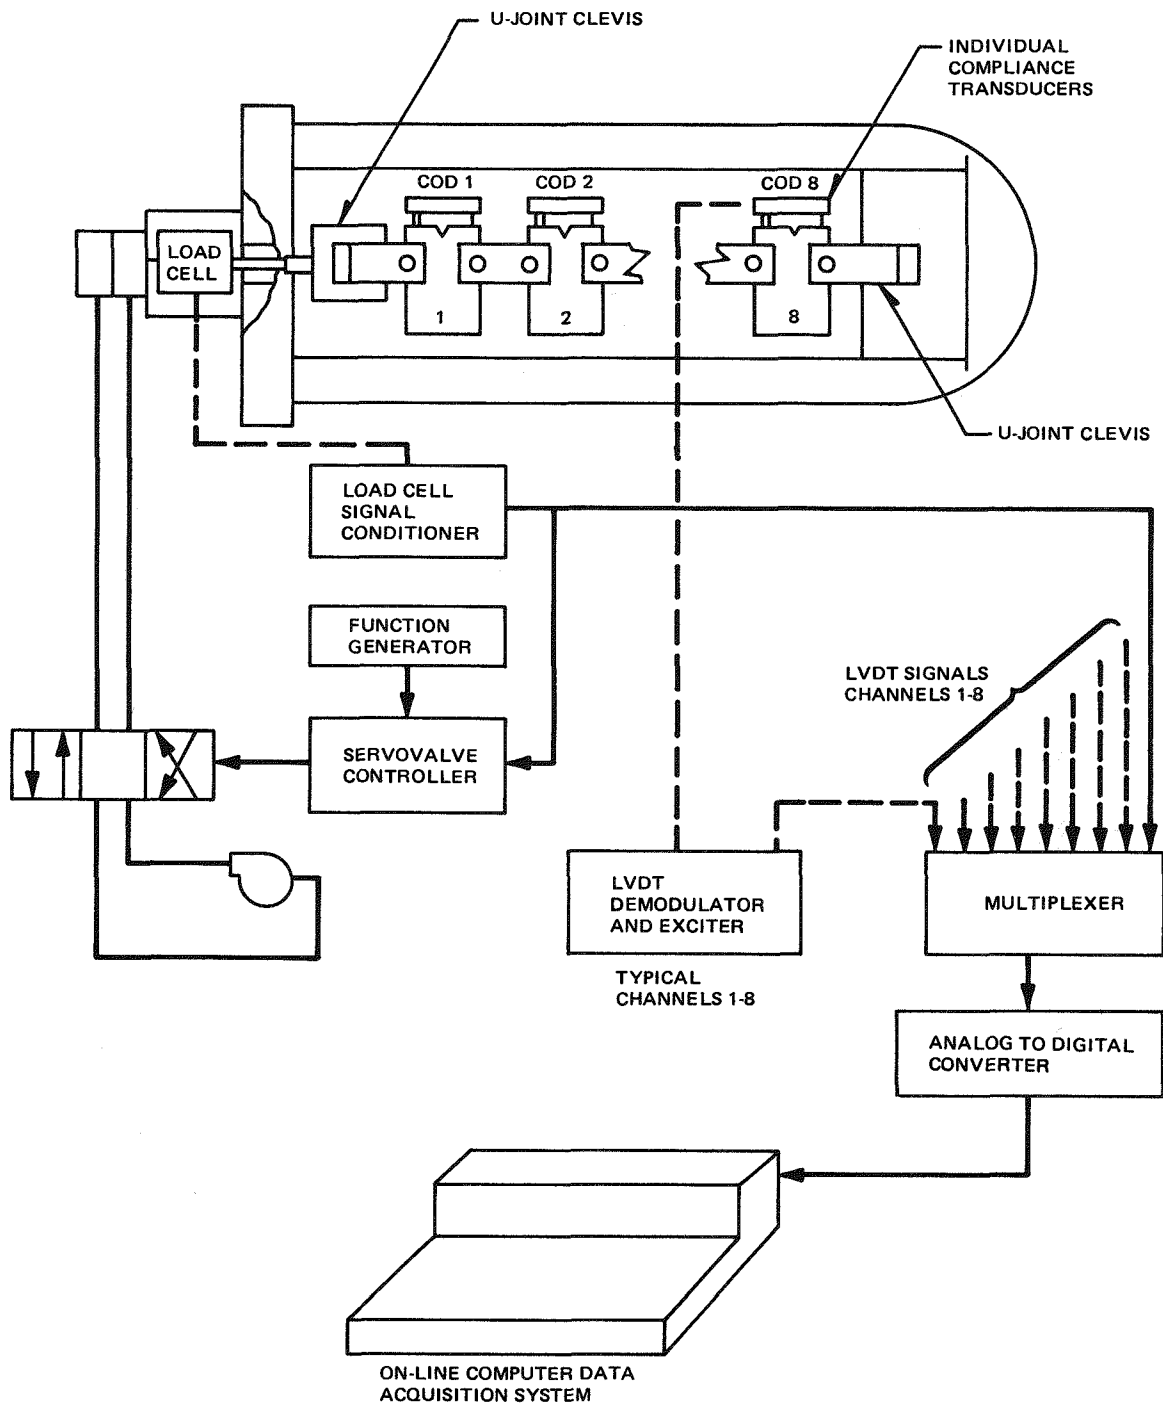 U-JOINT CLEVIS
INDIVIDUAL
COMPLIANCE
TRANSDUCERS
COD 1
COD 2
COD 8
LOAD
CELL
1
2
8
U-JOINT CLEVIS
LOAD CELL
SIGNAL
CONDITIONER
FUNCTION
GENERATOR
LVDT SIGNALS
CHANNELS 1-8
SERVOVALVE
CONTROLLER
LVDT
DEMODULATOR
AND EXCITER
MULTIPLEXER
TYPICAL
CHANNELS 1-8
ANALOG TO DIGITAL
CONVERTER
ON-LINE COMPUTER DATA
ACQUISITION SYSTEM